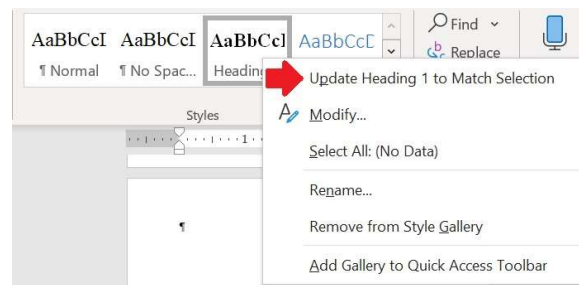 AaBbCcI AaBbCcI AaBbCcI AaBbCcD
¶ Normal ¶ No Spac... Heading
Find
Replace
Styles
1
¶
Update Heading 1 to Match Selection
Modify...
Select All: (No Data)
Rename...
Remove from Style Gallery
Add Gallery to Quick Access Toolbar